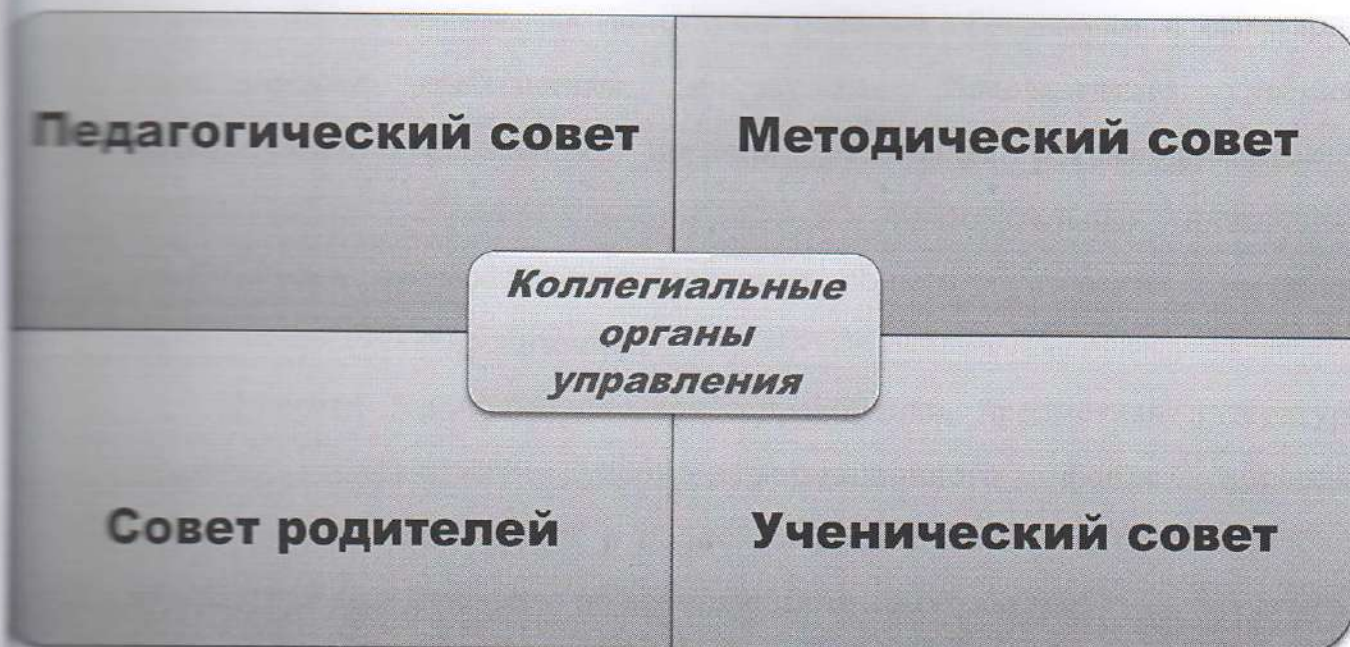 Педагогический совет
Методический совет
Коллегиальные
органы
управления
Совет родителей
Ученический совет